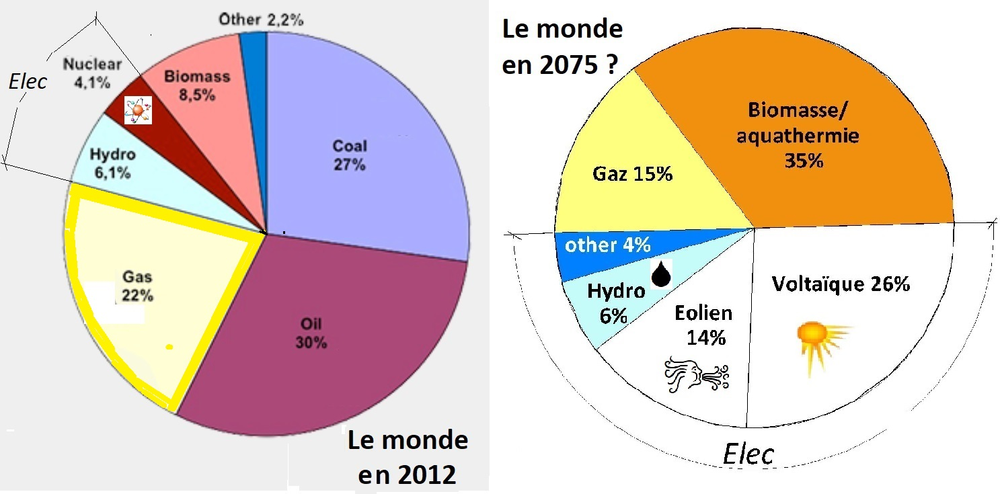 Other 2,2%
Nuclear
4,1%
Elec
Biomass
8,5%
Hydro
6,1%
Coal
27%
Gas
22%
Oil
30%
Le monde
en 2012
Le monde
en 2075 ?
Biomasse/
aquathermie
35%
Gaz 15%
other 4%
Hydro
6%
Eolien
14%
Voltaïque 26%
Elec